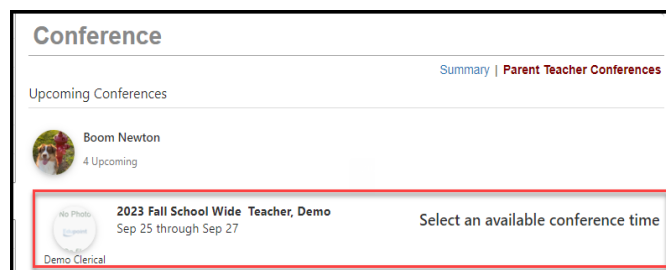 Conference
Summary | Parent Teacher Conferences
Upcoming Conferences
Boom Newton
4 Upcoming
No Photo
2023 Fall School Wide Teacher, Demo
Sep 25 through Sep 27
Select an available conference time
Demo Clerical